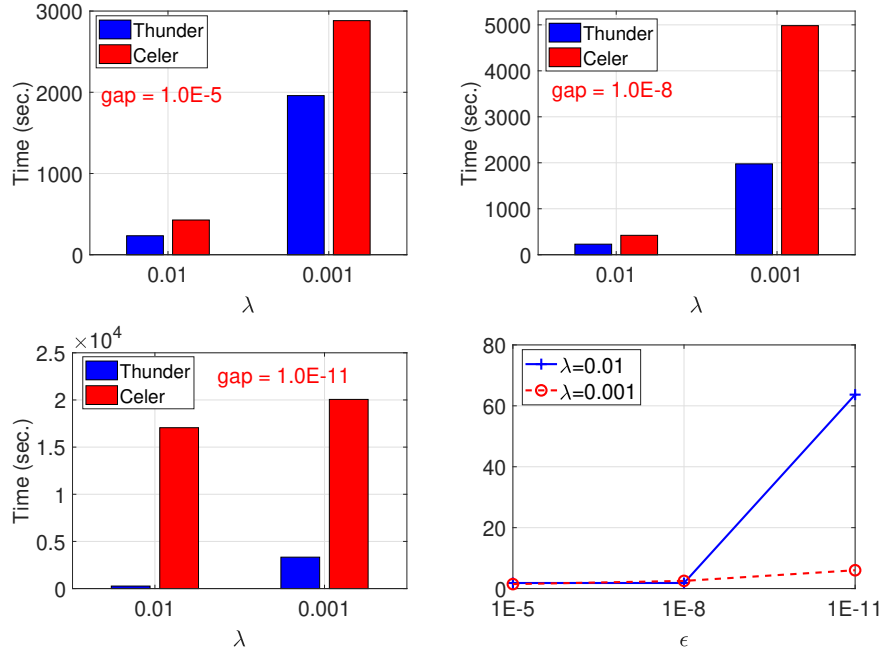 3000
2000
1000
0
Time (sec.)
Thunder
Celer
gap = 1.0E-5
0.01
0.001
λ
5000
4000
3000
2000
1000
0
Time (sec.)
Thunder
Celer
gap = 1.0E-8
0.01
0.001
λ
×10^4
2.5
2
1.5
1
0.5
0
Time (sec.)
Thunder
Celer
gap = 1.0E-11
0.01
0.001
λ
80
60
40
20
0
λ=0.01
λ=0.001
1E-5
1E-8
1E-11
ϵ